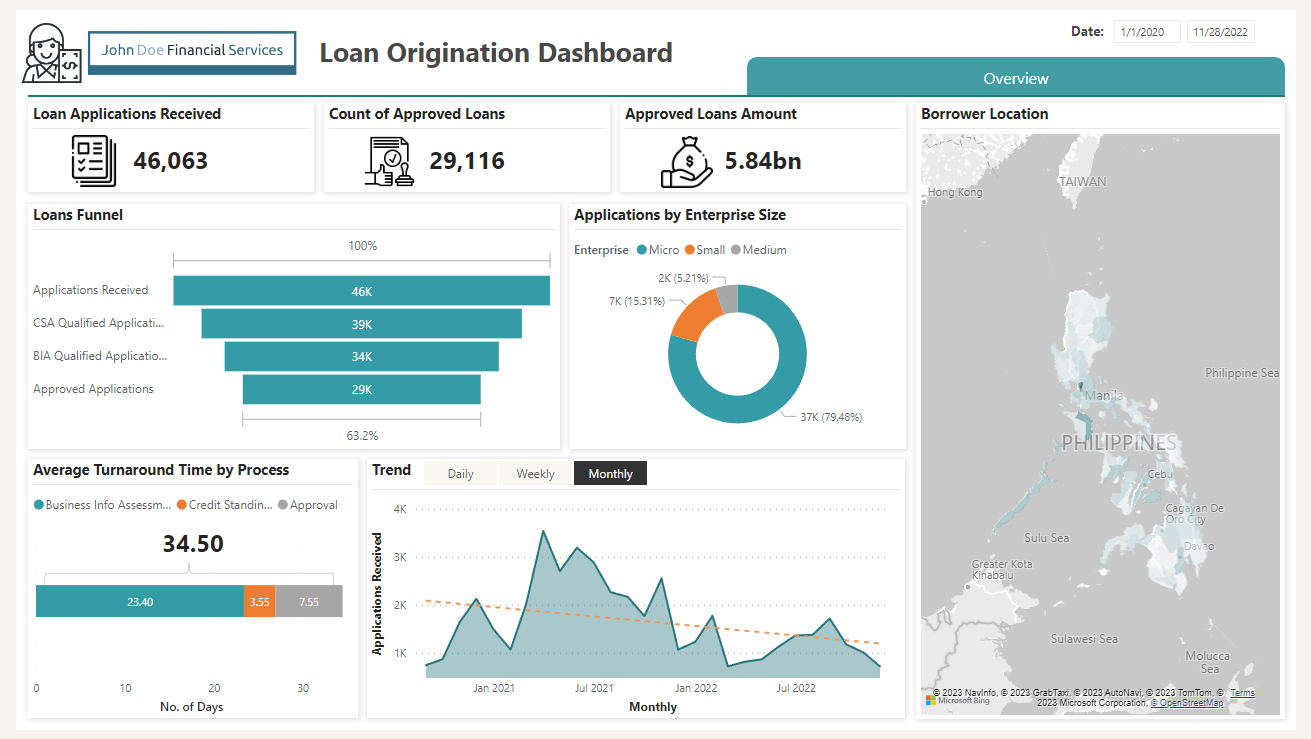 John Doe Financial Services
Loan Origination Dashboard
Date:
1/1/2020
11/28/2022
Overview
Loan Applications Received
46,063
Count of Approved Loans
29,116
Approved Loans Amount
5.84bn
Borrower Location
Hong Kong
TAIWAN
Philippine Sea
Manila
PHILIPPINES
Cebu
Cagayan De
Oro City
Sulu Sea
Davao
Greater Kota
Kinabalu
Sulawesi Sea
Molucca
Sea
© 2023 NavInfo, © 2023 GrabTaxi, © 2023 AutoNavi, © 2023 TomTom, © Terms
Microsoft Bing
2023 Microsoft Corporation, © OpenStreetMap
Loans Funnel
100%
Applications Received 46K
CSA Qualified Applicati... 39K
BIA Qualified Applicatio... 34K
Approved Applications 29K
63.2%
Applications by Enterprise Size
Enterprise Micro Small Medium
2K (5.21%)
7K (15.31%)
37K (79.48%)
Average Turnaround Time by Process
Business Info Assessm... Credit Standin... Approval
34.50
23.40 3.55 7.55
0 10 20 30
No. of Days
Trend
Daily Weekly Monthly
Applications Received
4K
3K
2K
1K
Jan 2021 Jul 2021 Jan 2022 Jul 2022
Monthly